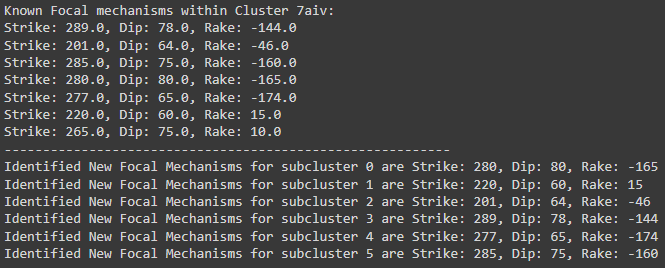 Known Focal mechanisms within Cluster 7aiv:
Strike: 289.0, Dip: 78.0, Rake: -144.0
Strike: 201.0, Dip: 64.0, Rake: -46.0
Strike: 285.0, Dip: 75.0, Rake: -160.0
Strike: 280.0, Dip: 80.0, Rake: -165.0
Strike: 277.0, Dip: 65.0, Rake: -174.0
Strike: 220.0, Dip: 60.0, Rake: 15.0
Strike: 265.0, Dip: 75.0, Rake: 10.0
----------------------------------------------------------
Identified New Focal Mechanisms for subcluster 0 are Strike: 280, Dip: 80, Rake: -165
Identified New Focal Mechanisms for subcluster 1 are Strike: 220, Dip: 60, Rake: 15
Identified New Focal Mechanisms for subcluster 2 are Strike: 201, Dip: 64, Rake: -46
Identified New Focal Mechanisms for subcluster 3 are Strike: 289, Dip: 78, Rake: -144
Identified New Focal Mechanisms for subcluster 4 are Strike: 277, Dip: 65, Rake: -174
Identified New Focal Mechanisms for subcluster 5 are Strike: 285, Dip: 75, Rake: -160